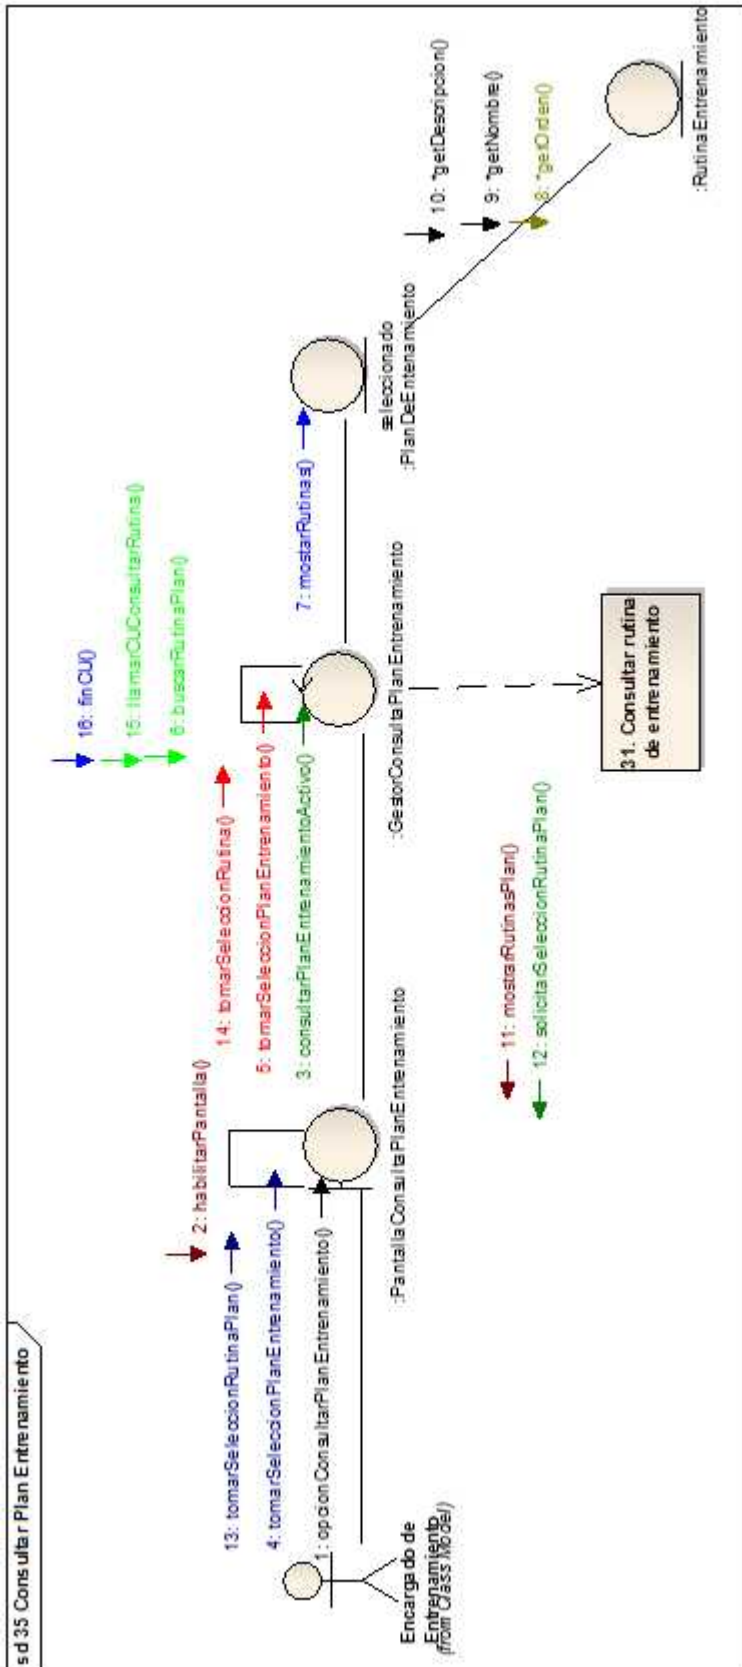 sd 35 Consultar Plan Entrenamiento
16: finCU()
15: llamarCUConsultarRutina()
6: buscarRutinaPlan()
2: habilitarPantalla()
14: tomarSeleccionRutina()
13: tomarSeleccionRutinaPlan()
5: tomarSeleccionPlanEntrenamiento()
4: tomarSeleccionPlanEntrenamiento()
3: consultarPlanEntrenamientoActivo()
7: mostarRutinas()
1: opcionConsultarPlanEntrenamiento()
Encargado de
Entrenamiento
(from Class Model)
:PantallaConsultaPlanEntrenamiento
:GestorConsultaPlanEntrenamiento
seleccionado
:PlanDeEntenamiento
10: *getDescripcion()
9: *getNombre()
8: *getOrden()
:RutinaEntrenamiento
11: mostrarRutinasPlan()
12: solicitarSeleccionRutinaPlan()
31. Consultar rutina
de entrenamiento